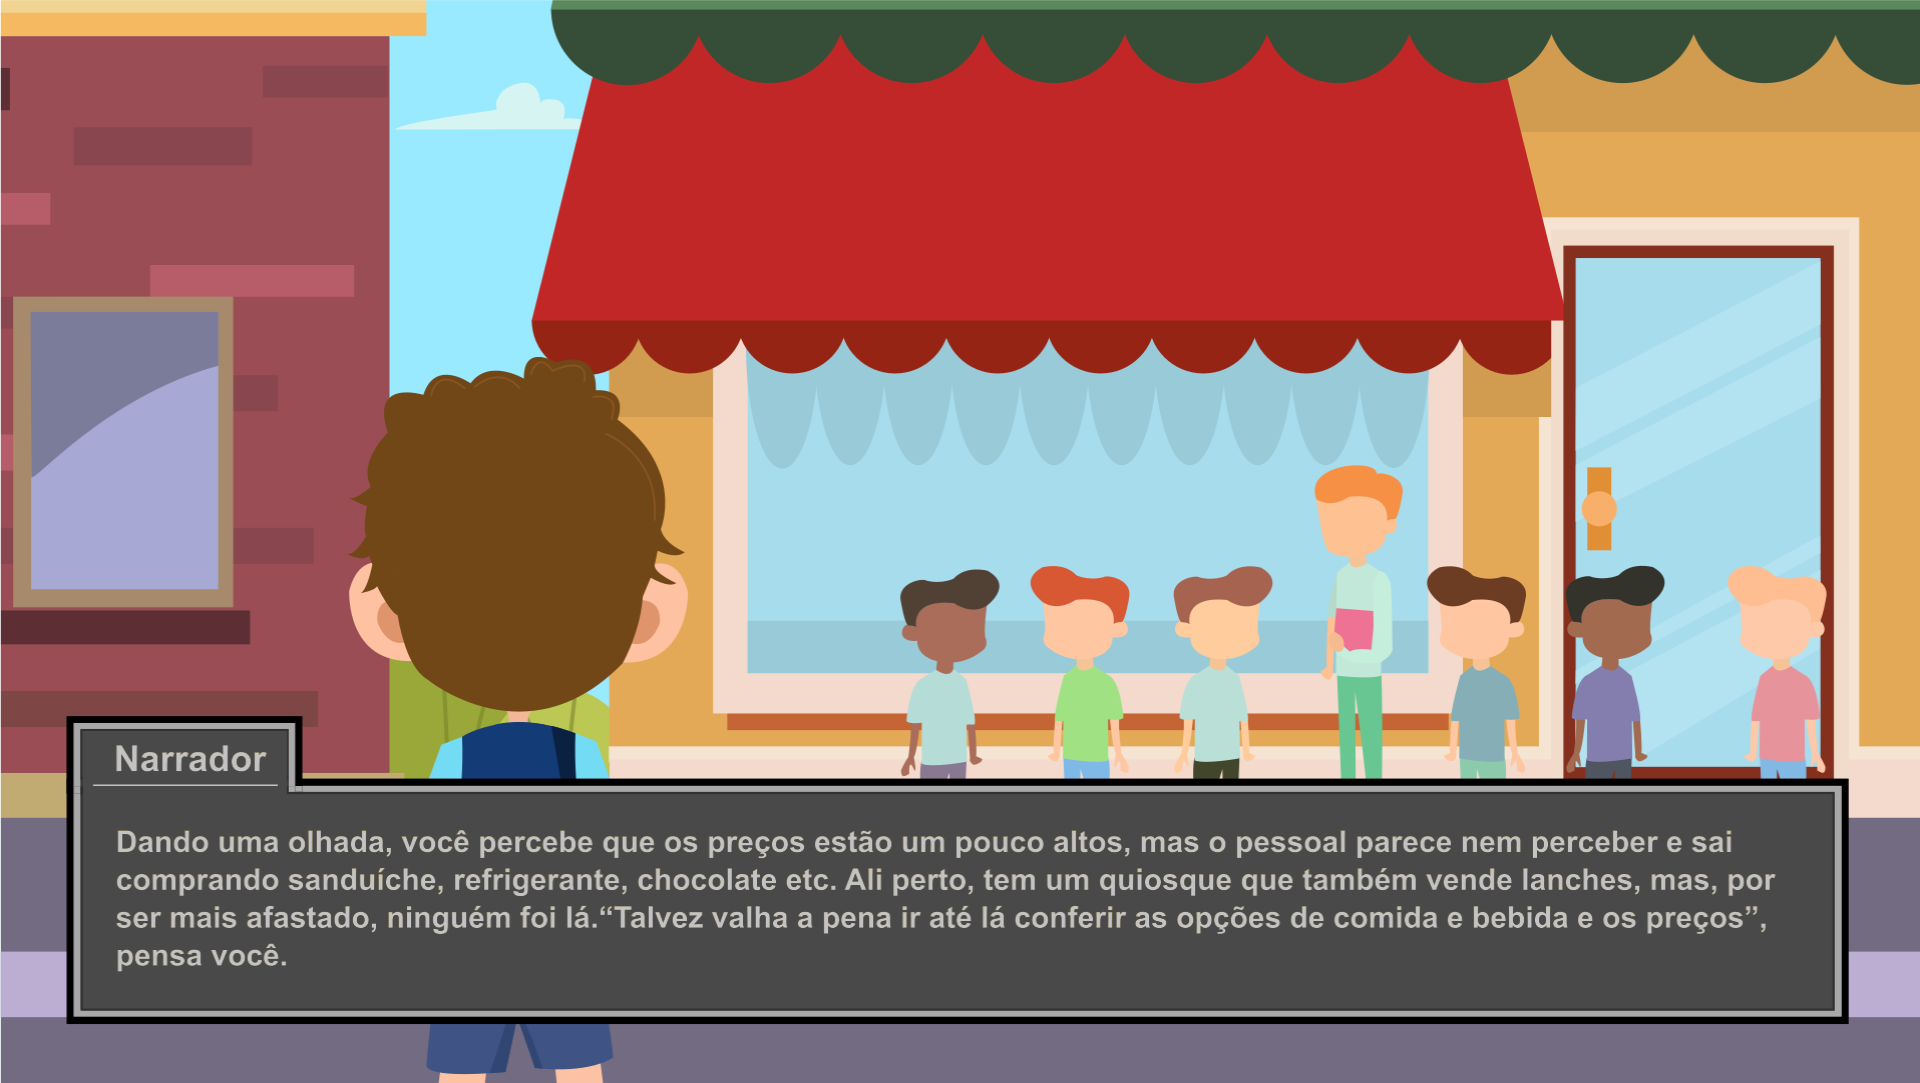 Narrador
Dando uma olhada, você percebe que os preços estão um pouco altos, mas o pessoal parece nem perceber e sai
comprando sanduíche, refrigerante, chocolate etc. Ali perto, tem um quiosque que também vende lanches, mas, por
ser mais afastado, ninguém foi lá.“Talvez valha a pena ir até lá conferir as opções de comida e bebida e os preços”,
pensa você.